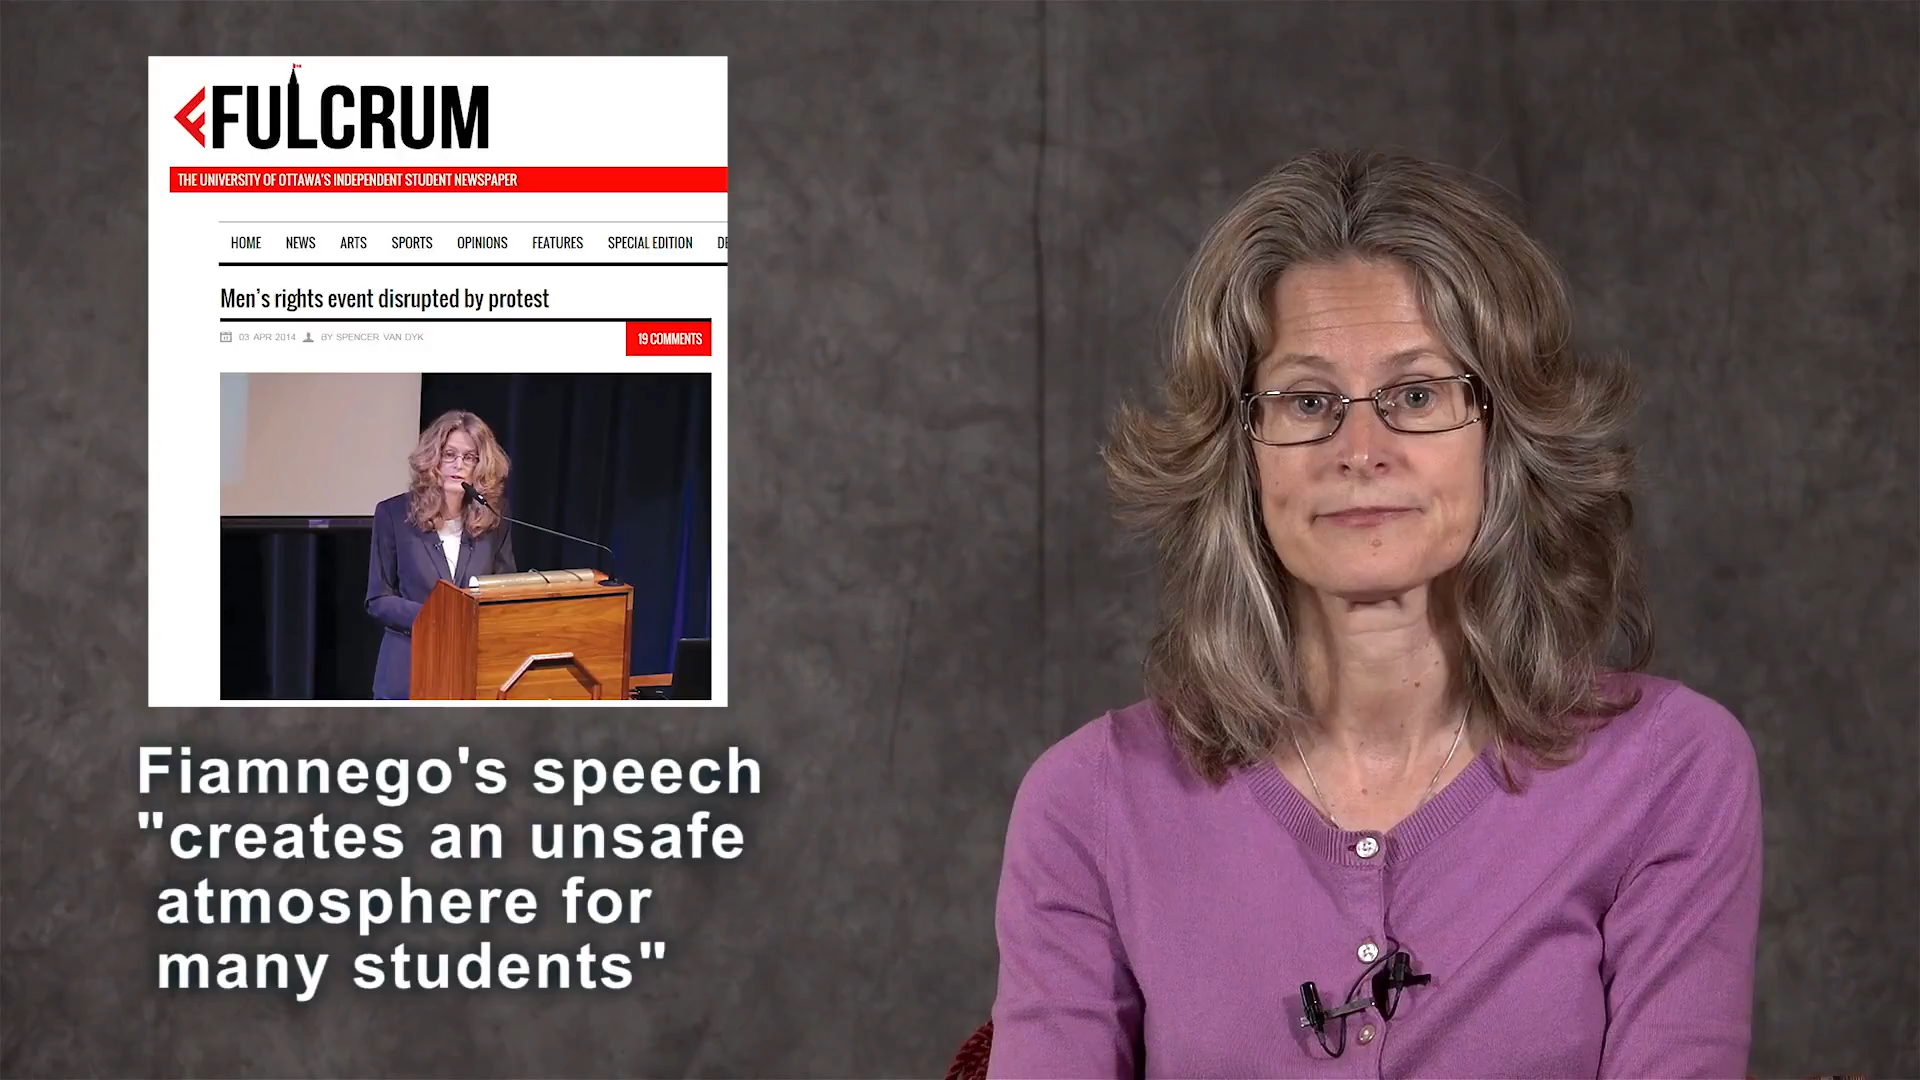 FULCRUM
THE UNIVERSITY OF OTTAWA'S INDEPENDENT STUDENT NEWSPAPER
HOME NEWS ARTS SPORTS OPINIONS FEATURES SPECIAL EDITION DE
Men's rights event disrupted by protest
03 APR 2014 BY SPENCER VAN DYK
19 COMMENTS
Fiamnego's speech
"creates an unsafe
atmosphere for
many students"